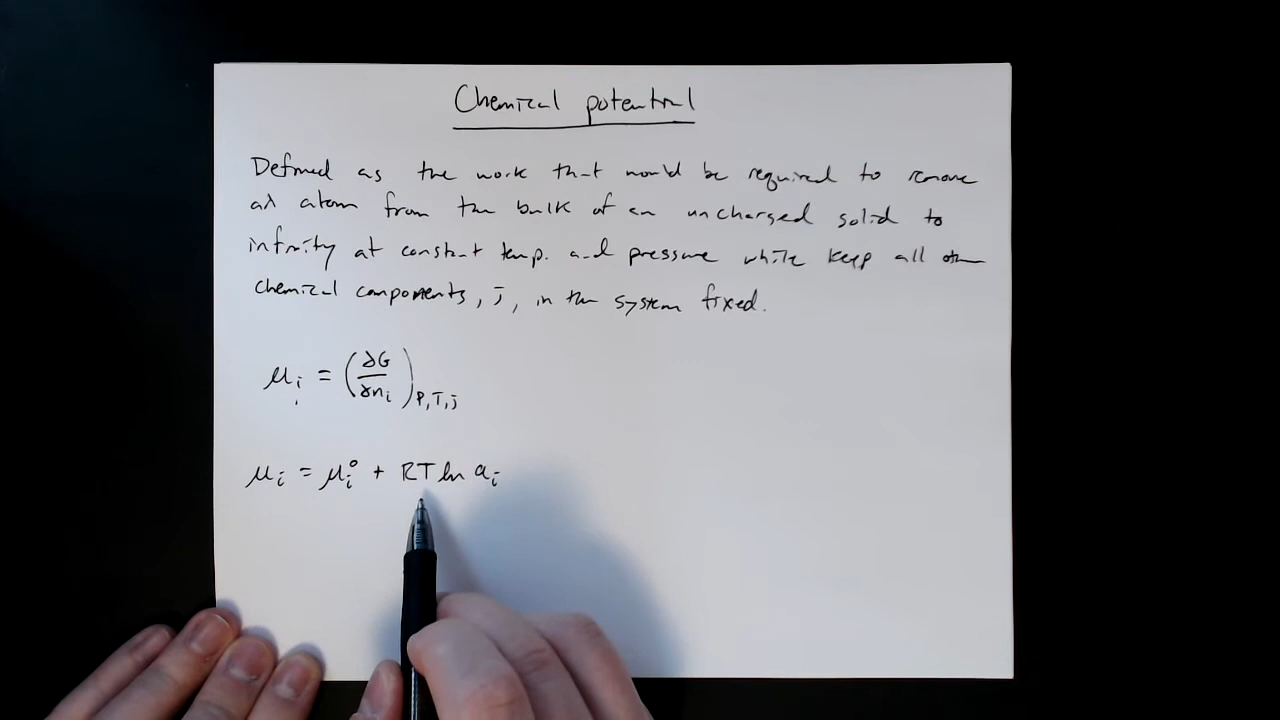 Chemical potential
Defined as the work that would be required to remove
an atom from the bulk of an uncharged solid to
infinity at constant temp. and pressure while keep all other
chemical components, j, in the system fixed.
μᵢ = (∂G/∂nᵢ)P,T,j
μᵢ = μᵢ° + RT ln aᵢ